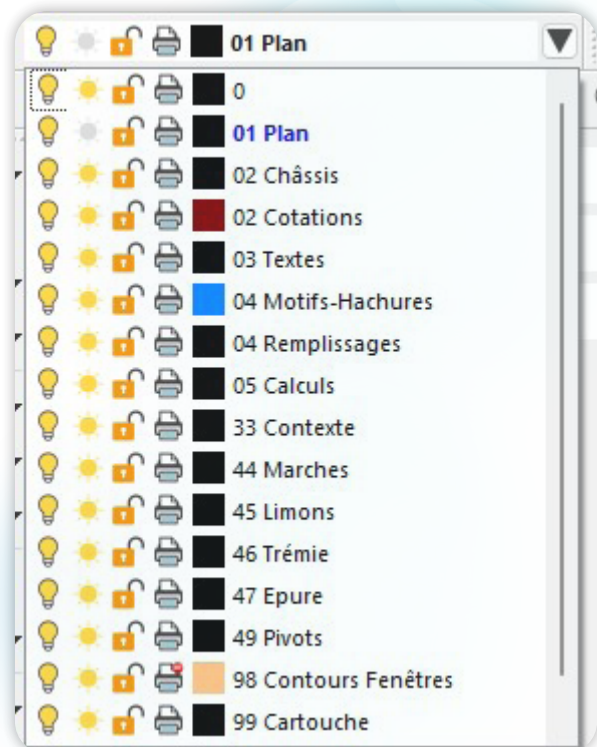 01 Plan
0
01 Plan
02 Châssis
02 Cotations
03 Textes
04 Motifs-Hachures
04 Remplissages
05 Calculs
33 Contexte
44 Marches
45 Limons
46 Trémie
47 Epure
49 Pivots
98 Contours Fenêtres
99 Cartouche